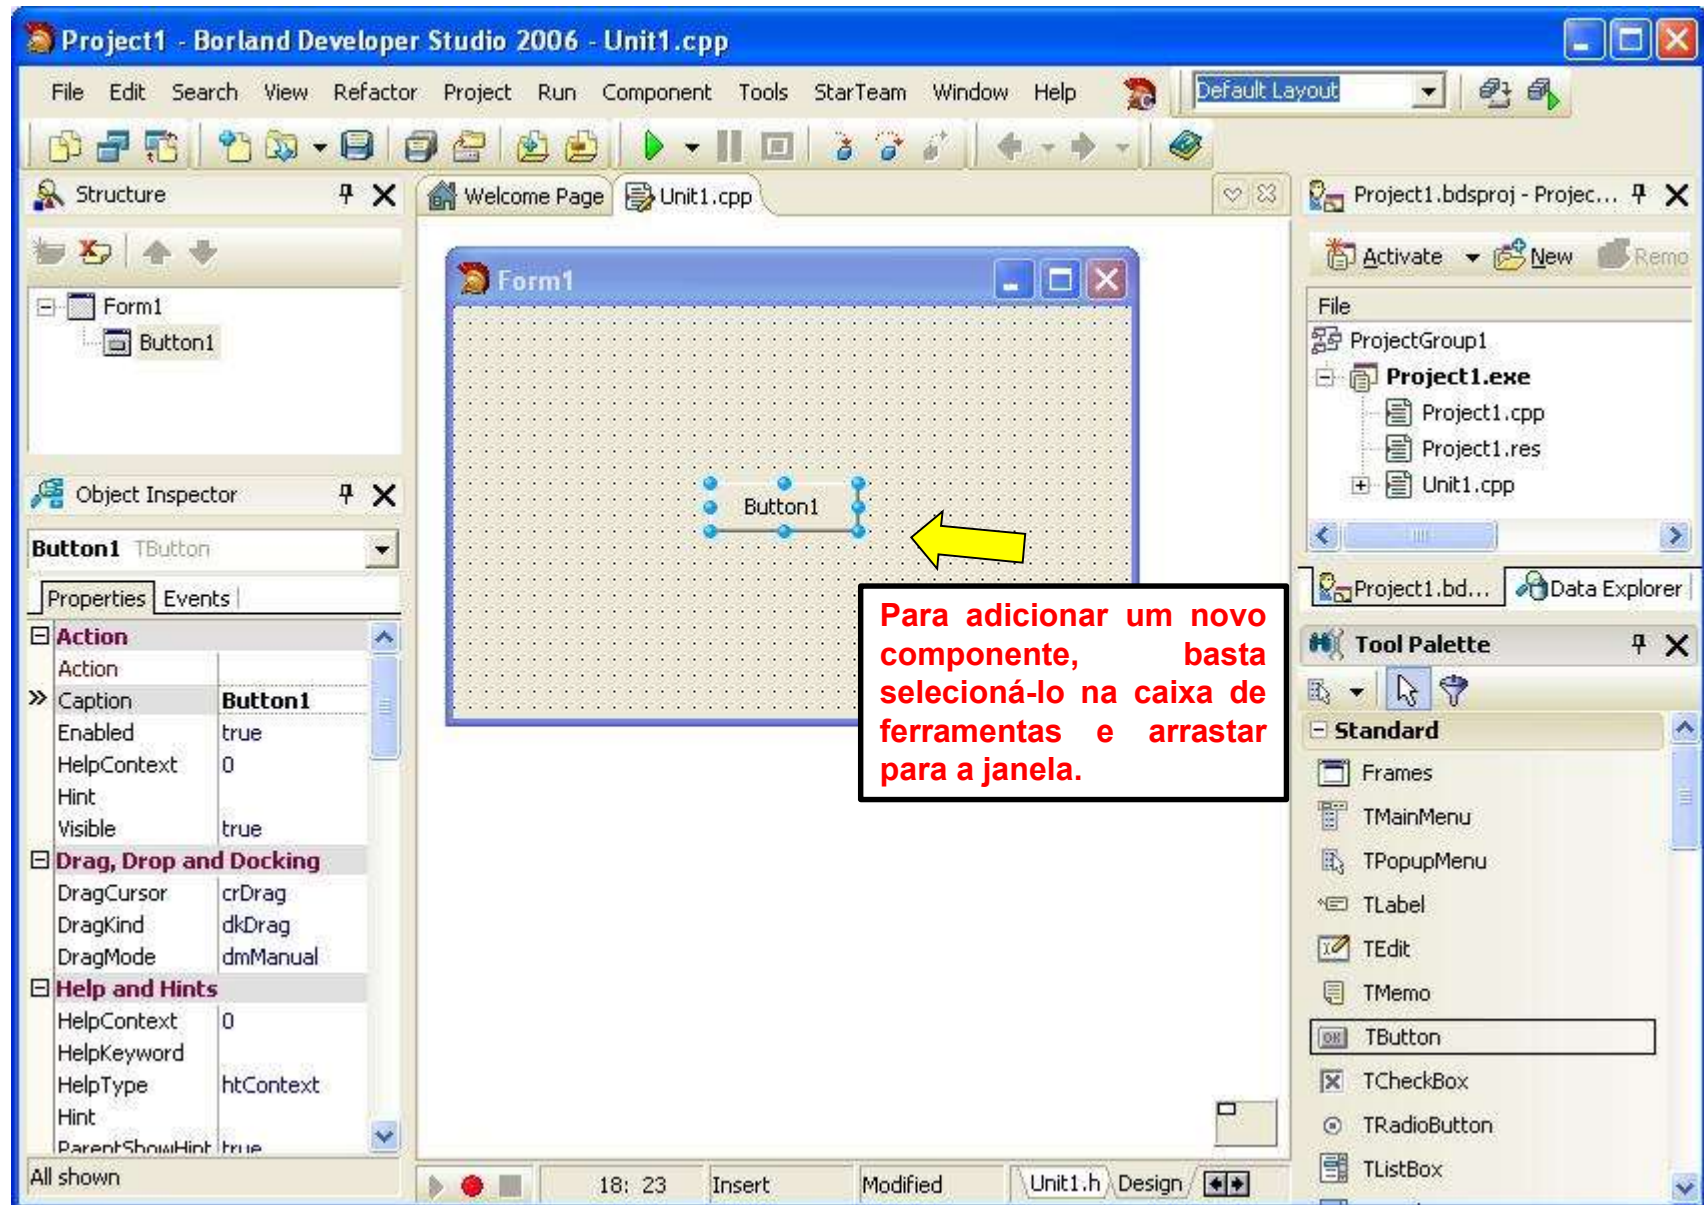 Project1 - Borland Developer Studio 2006 - Unit1.cpp
File Edit Search View Refactor Project Run Component Tools StarTeam Window Help Default Layout
Structure
Form1
Button1
Object Inspector
Button1 TButton
Properties Events
Action
Action
Caption Button1
Enabled true
HelpContext 0
Hint
Visible true
Drag, Drop and Docking
DragCursor crDrag
DragKind dkDrag
DragMode dmManual
Help and Hints
HelpContext 0
HelpKeyword
HelpType htContext
Hint
ParentShowHint true
All shown
Welcome Page Unit1.cpp
Form1
Button1
Para adicionar um novo
componente, basta
selecioná-lo na caixa de
ferramentas e arrastar
para a janela.
18: 23 Insert Modified Unit1.h Design
Project1.bdsproj - Projec...
Activate New Remo
File
ProjectGroup1
Project1.exe
Project1.cpp
Project1.res
Unit1.cpp
Project1.bd... Data Explorer
Tool Palette
Standard
Frames
TMainMenu
TPopupMenu
TLabel
TEdit
TMemo
TButton
TCheckBox
TRadioButton
TListBox